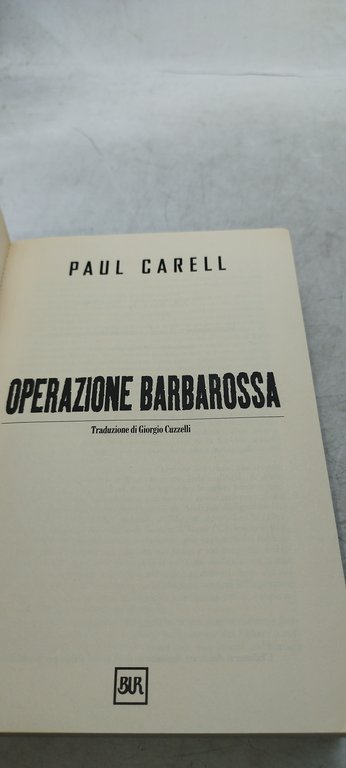 PAUL CARELL
OPERAZIONE BARBAROSSA
Traduzione di Giorgio Cuzzelli
BUR